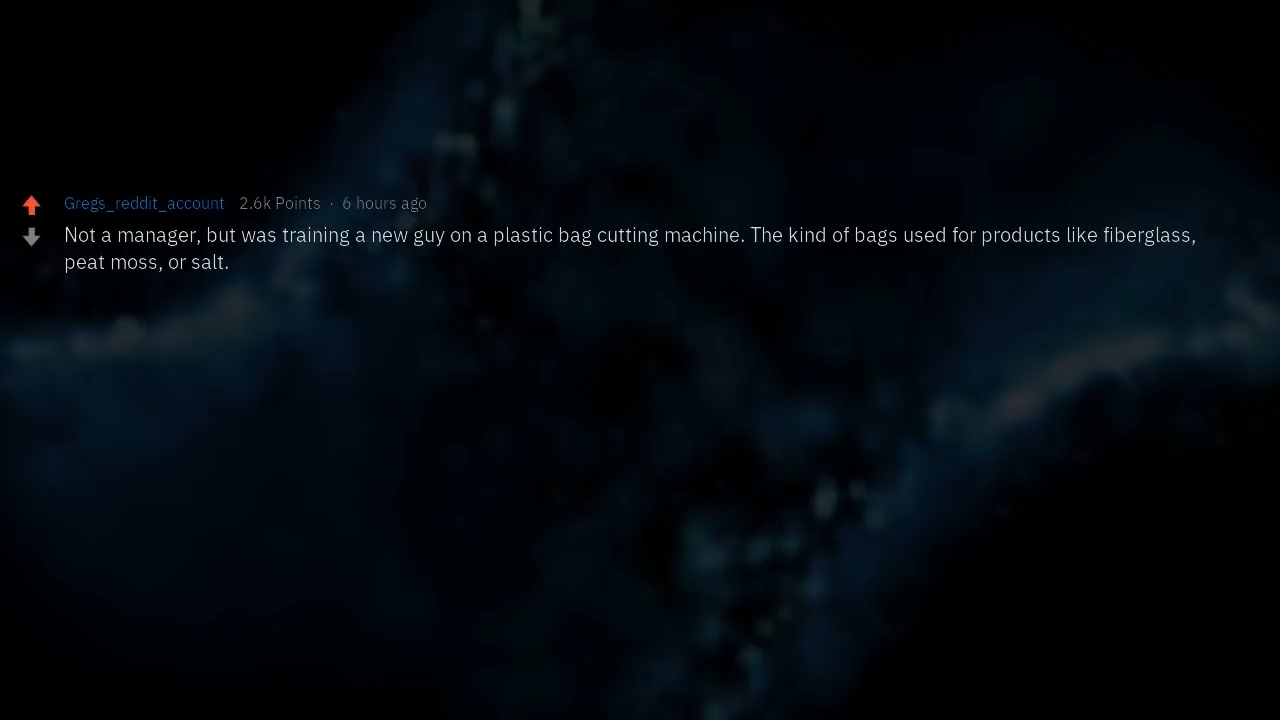 Gregs_reddit_account 2.6k Points · 6 hours ago
Not a manager, but was training a new guy on a plastic bag cutting machine. The kind of bags used for products like fiberglass,
peat moss, or salt.